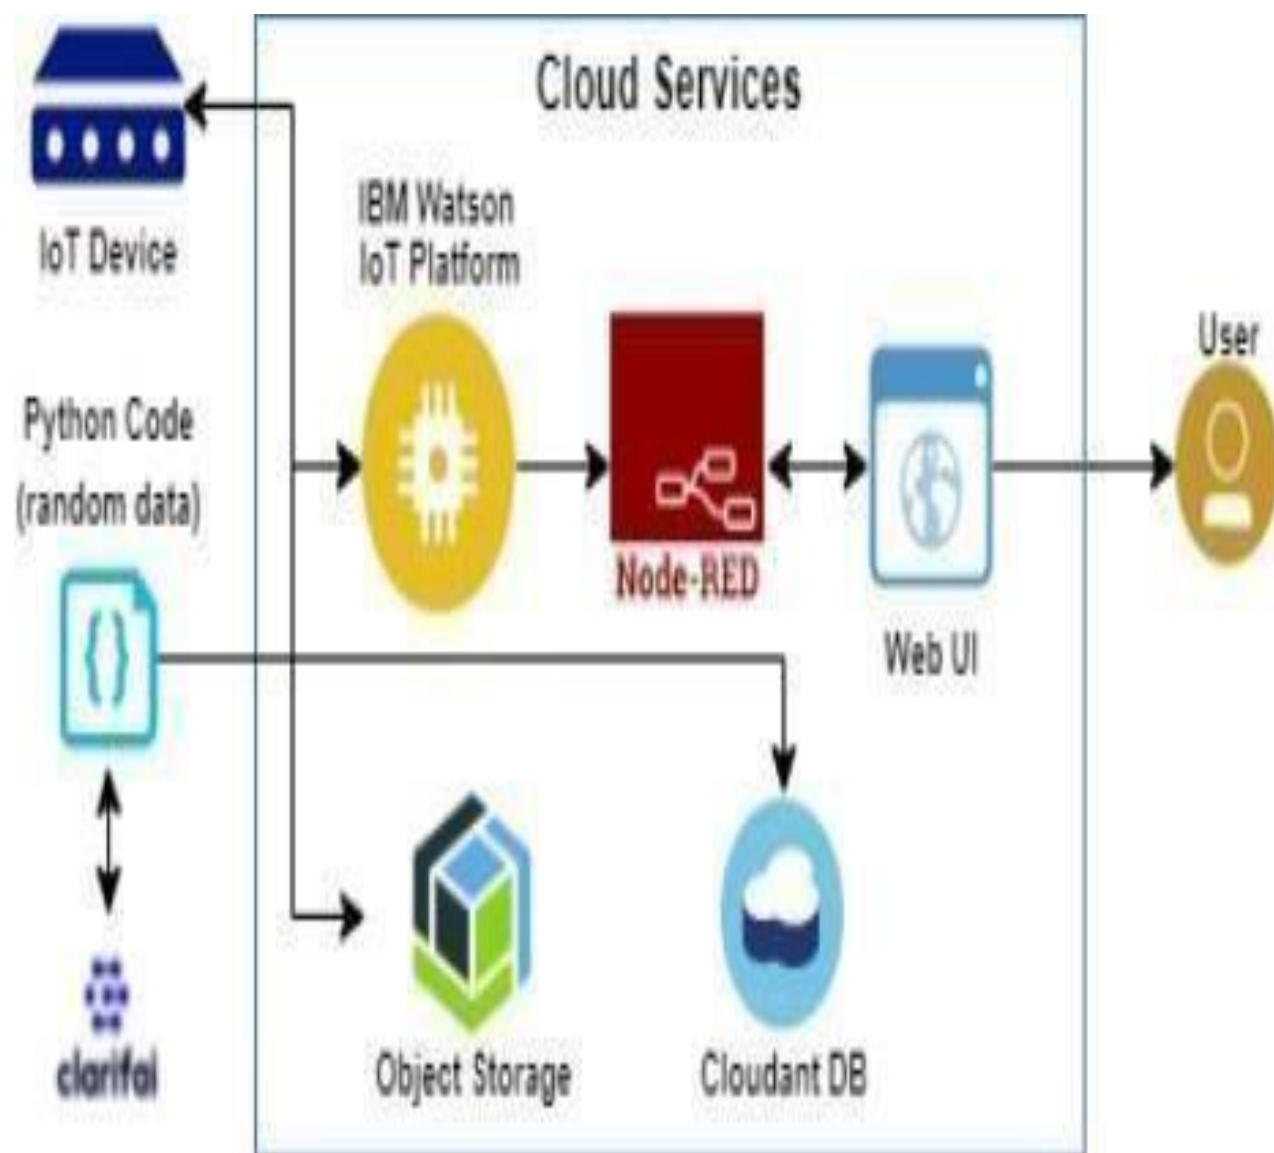 Cloud Services
IoT Device
IBM Watson
IoT Platform
User
Python Code
(random data)
Node-RED
Web UI
clarifai
Object Storage
Cloudant DB